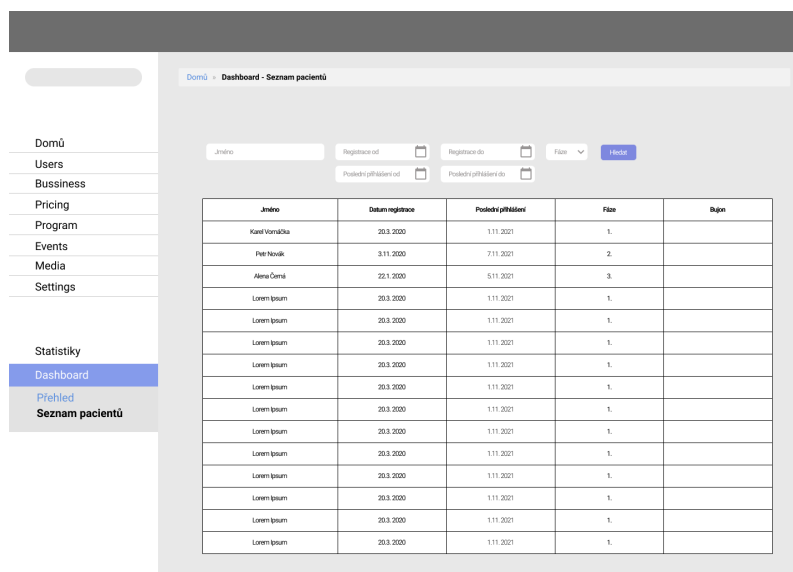 Domů » Dashboard - Seznam pacientů
Domů
Users
Bussiness
Pricing
Program
Events
Media
Settings
Statistiky
Dashboard
Přehled
Seznam pacientů
Jméno Registrace od Registrace do Fáze Hledat
Poslední přihlášení od Poslední přihlášení do
Jméno Datum registrace Poslední přihlášení Fáze Bujon
Karel Vomáčka 20.3. 2020 1.11. 2021 1.
Petr Novák 3.11. 2020 7.11. 2021 2.
Alena Černá 22.1. 2020 5.11. 2021 3.
Lorem Ipsum 20.3. 2020 1.11. 2021 1.
Lorem Ipsum 20.3. 2020 1.11. 2021 1.
Lorem Ipsum 20.3. 2020 1.11. 2021 1.
Lorem Ipsum 20.3. 2020 1.11. 2021 1.
Lorem Ipsum 20.3. 2020 1.11. 2021 1.
Lorem Ipsum 20.3. 2020 1.11. 2021 1.
Lorem Ipsum 20.3. 2020 1.11. 2021 1.
Lorem Ipsum 20.3. 2020 1.11. 2021 1.
Lorem Ipsum 20.3. 2020 1.11. 2021 1.
Lorem Ipsum 20.3. 2020 1.11. 2021 1.
Lorem Ipsum 20.3. 2020 1.11. 2021 1.
Lorem Ipsum 20.3. 2020 1.11. 2021 1.